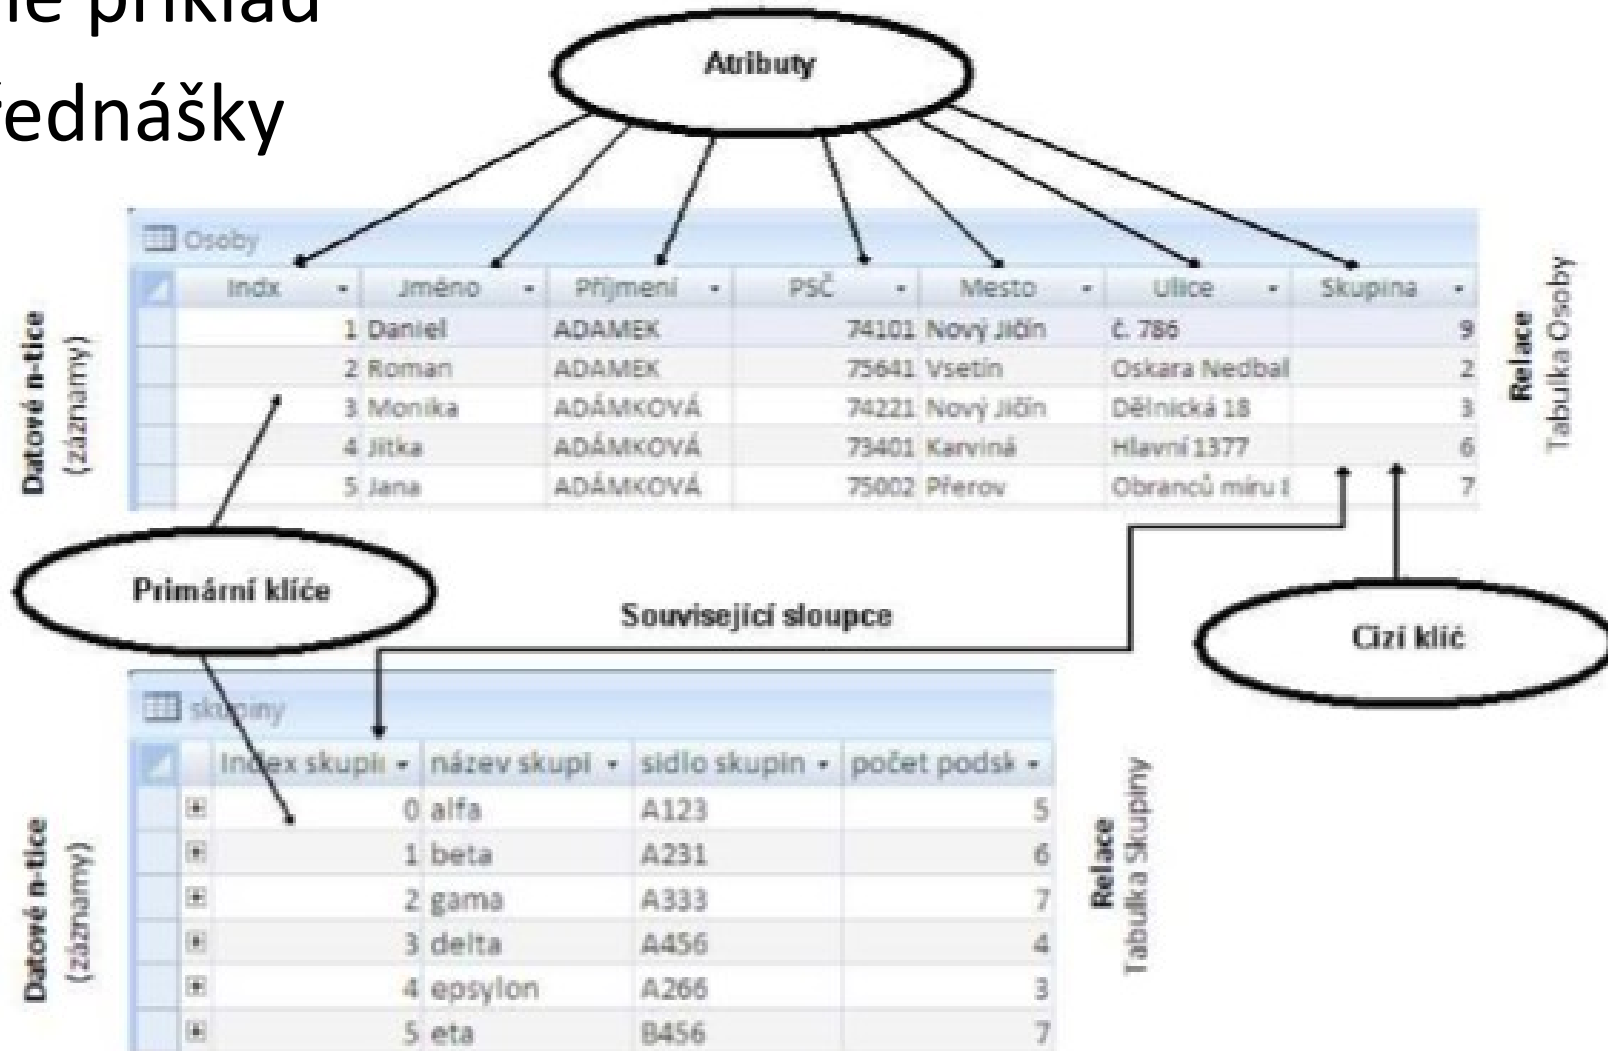 né příklad
řednášky
Atributy
Osoby
Indx Jméno Příjmení PSČ Mesto Ulice Skupina
1 Daniel ADAMEK 74101 Nový Jičín č. 786 9
2 Roman ADAMEK 75641 Vsetín Oskara Nedbal 2
3 Monika ADÁMKOVÁ 74221 Nový Jičín Dělnická 18 3
4 Jitka ADÁMKOVÁ 73401 Karviná Hlavní 1377 6
5 Jana ADÁMKOVÁ 75002 Přerov Obranců míru 7
Datové n-tice
(záznamy)
Relace
Tabulka Osoby
Primární klíče
Související sloupce
Cizí klíč
skupiny
Index skupi název skupi sídlo skupin počet podsk
0 alfa A123 5
1 beta A231 6
2 gama A333 7
3 delta A456 4
4 epsylon A266 3
5 eta B456 7
Datové n-tice
(záznamy)
Relace
Tabulka Skupiny